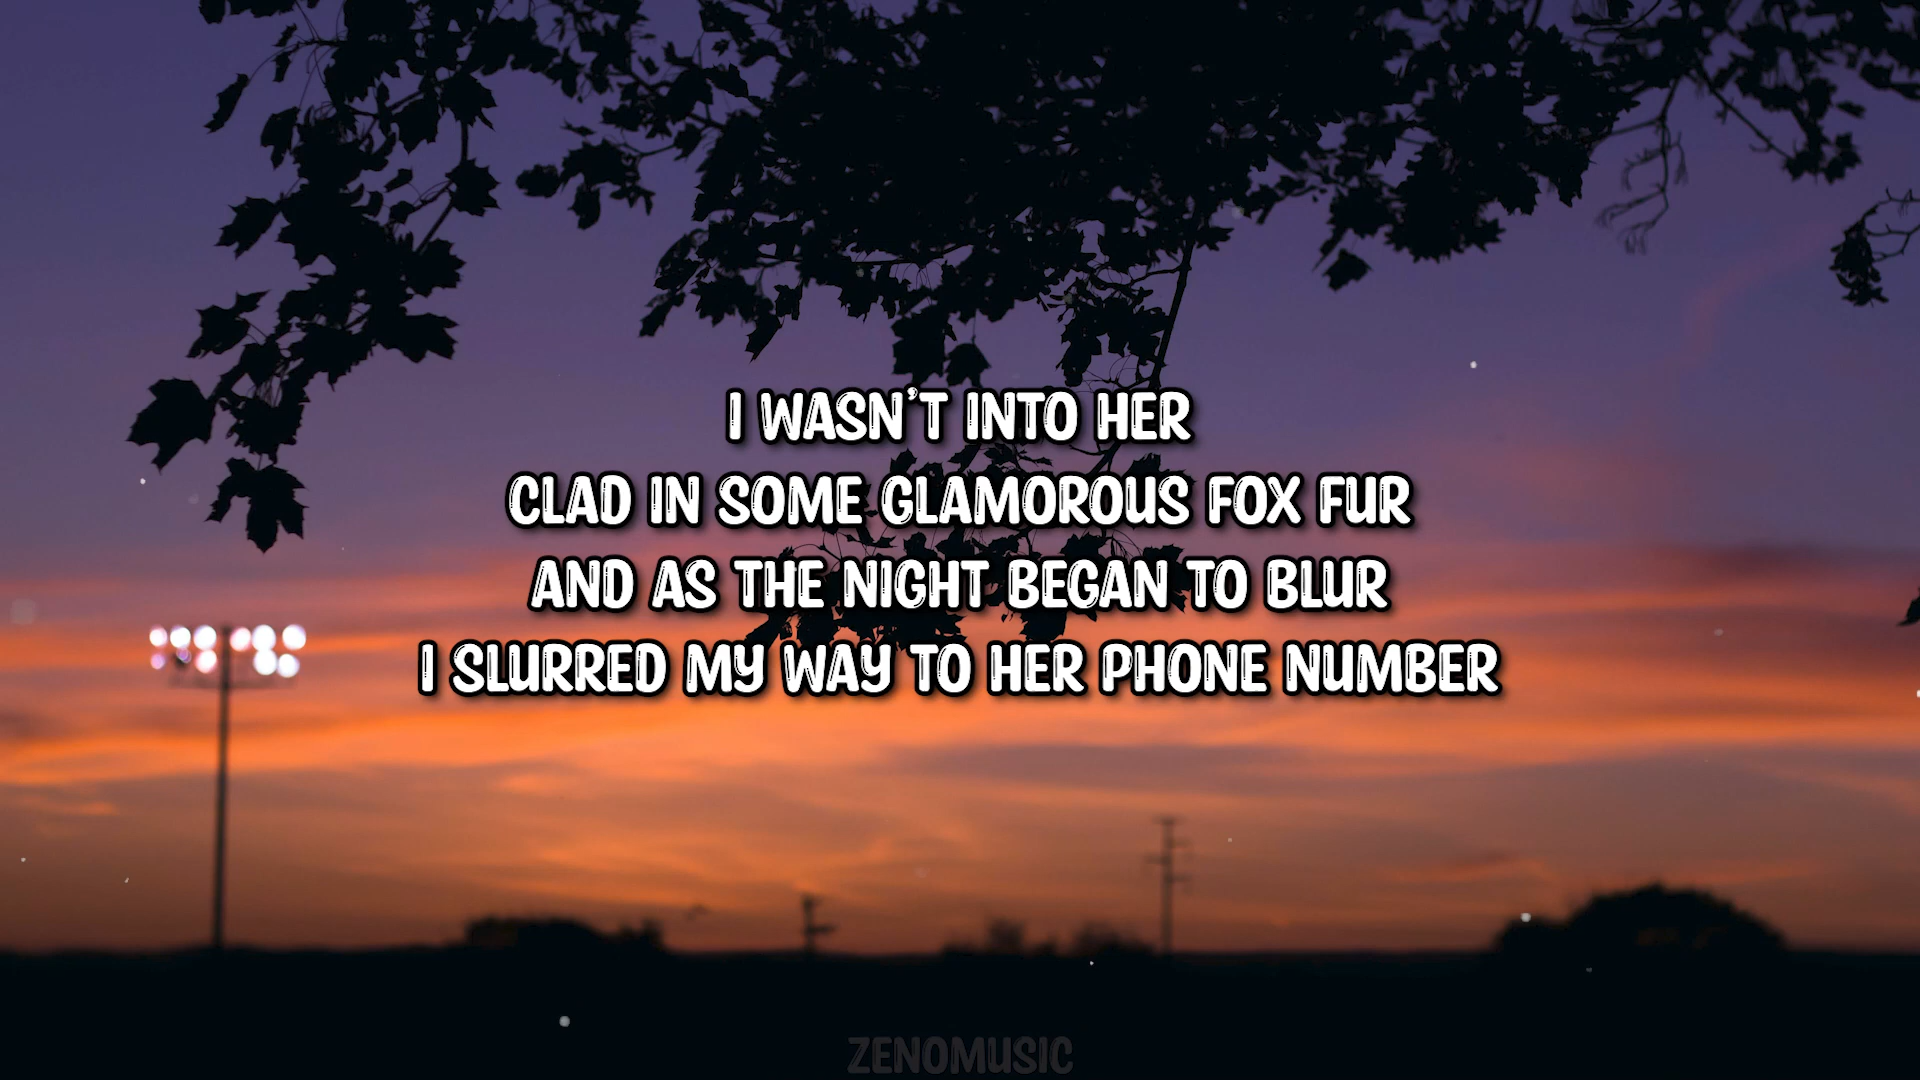 I WASN'T INTO HER
CLAD IN SOME GLAMOROUS FOX FUR
AND AS THE NIGHT BEGAN TO BLUR
I SLURRED MY WAY TO HER PHONE NUMBER
ZENOMUSIC